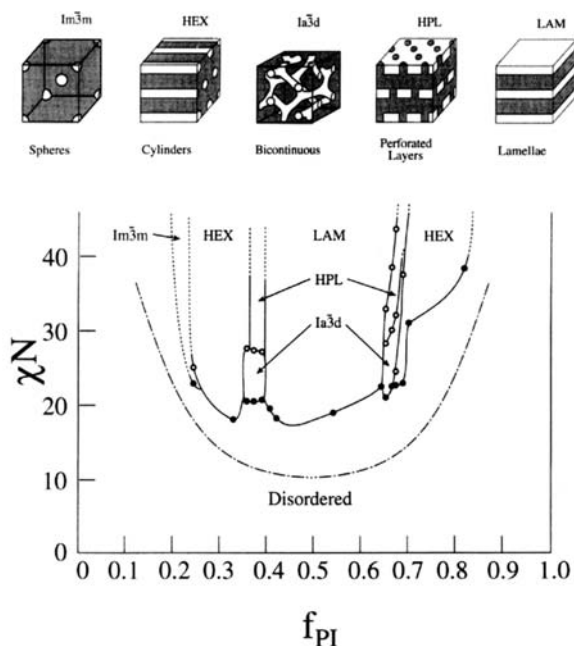 Im3̄m HEX Ia3̄d HPL LAM
Spheres Cylinders Bicontinuous Perforated Layers Lamellae
Im3̄m HEX LAM HEX
HPL
Ia3̄d
χN
40
30
20
10
0
Disordered
0 0.1 0.2 0.3 0.4 0.5 0.6 0.7 0.8 0.9 1.0
f_PI